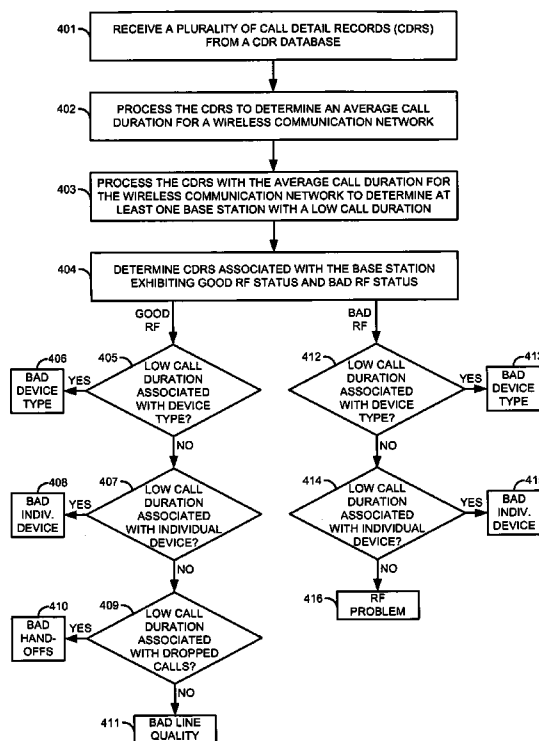 401
RECEIVE A PLURALITY OF CALL DETAIL RECORDS (CDRS)
FROM A CDR DATABASE
402
PROCESS THE CDRS TO DETERMINE AN AVERAGE CALL
DURATION FOR A WIRELESS COMMUNICATION NETWORK
403
PROCESS THE CDRS WITH THE AVERAGE CALL DURATION FOR
THE WIRELESS COMMUNICATION NETWORK TO DETERMINE AT
LEAST ONE BASE STATION WITH A LOW CALL DURATION
404
DETERMINE CDRS ASSOCIATED WITH THE BASE STATION
EXHIBITING GOOD RF STATUS AND BAD RF STATUS
GOOD
RF
405
LOW CALL
DURATION
ASSOCIATED
WITH DEVICE
TYPE?
YES
406
BAD
DEVICE
TYPE
NO
407
LOW CALL
DURATION
ASSOCIATED
WITH INDIVIDUAL
DEVICE?
YES
408
BAD
INDIV.
DEVICE
NO
409
LOW CALL
DURATION
ASSOCIATED
WITH DROPPED
CALLS?
YES
410
BAD
HAND-
OFFS
NO
411
BAD LINE
QUALITY
BAD
RF
412
LOW CALL
DURATION
ASSOCIATED
WITH DEVICE
TYPE?
YES
413
BAD
DEVICE
TYPE
NO
414
LOW CALL
DURATION
ASSOCIATED
WITH INDIVIDUAL
DEVICE?
YES
BAD
INDIV.
DEVICE
NO
416
RF
PROBLEM